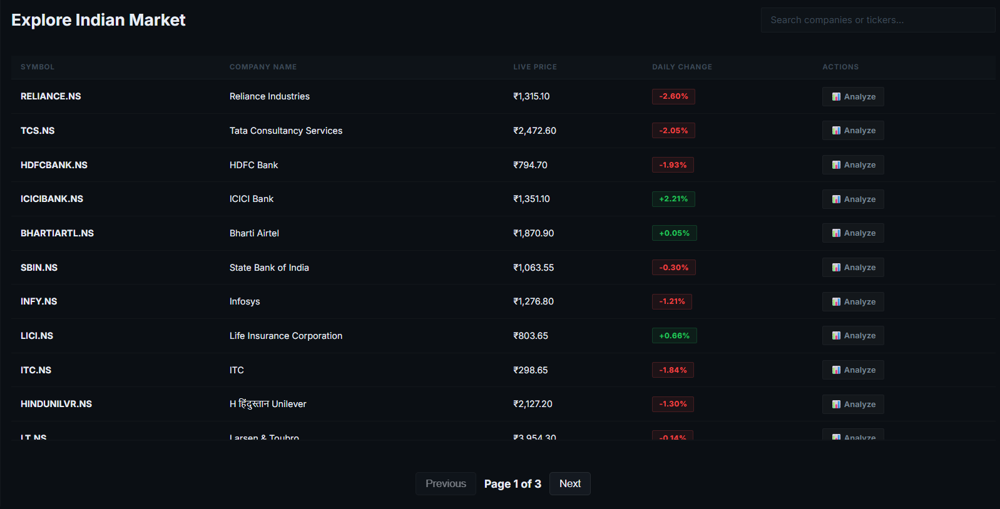 Explore Indian Market
Search companies or tickers...
SYMBOL COMPANY NAME LIVE PRICE DAILY CHANGE ACTIONS
RELIANCE.NS Reliance Industries ₹1,315.10 -2.60% Analyze
TCS.NS Tata Consultancy Services ₹2,472.60 -2.05% Analyze
HDFCBANK.NS HDFC Bank ₹794.70 -1.93% Analyze
ICICIBANK.NS ICICI Bank ₹1,351.10 +2.21% Analyze
BHARTIARTL.NS Bharti Airtel ₹1,870.90 +0.05% Analyze
SBIN.NS State Bank of India ₹1,063.55 -0.30% Analyze
INFY.NS Infosys ₹1,276.80 -1.21% Analyze
LICI.NS Life Insurance Corporation ₹803.65 +0.66% Analyze
ITC.NS ITC ₹298.65 -1.84% Analyze
HINDUNILVR.NS H हिंदुस्तान Unilever ₹2,127.20 -1.30% Analyze
LT.NS Larsen & Toubro ₹3,954.30 -0.14% Analyze
Previous Page 1 of 3 Next